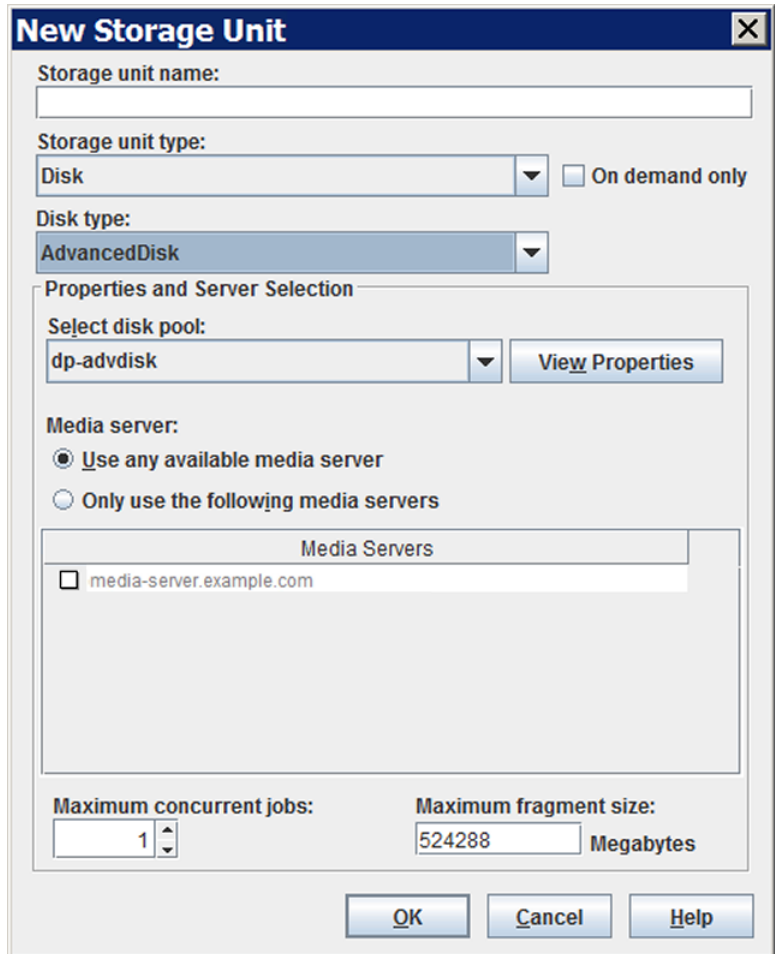 New Storage Unit
Storage unit name:
Storage unit type:
Disk
On demand only
Disk type:
AdvancedDisk
Properties and Server Selection
Select disk pool:
dp-advdisk
View Properties
Media server:
Use any available media server
Only use the following media servers
Media Servers
media-server.example.com
Maximum concurrent jobs:
Maximum fragment size:
1
524288
Megabytes
OK
Cancel
Help